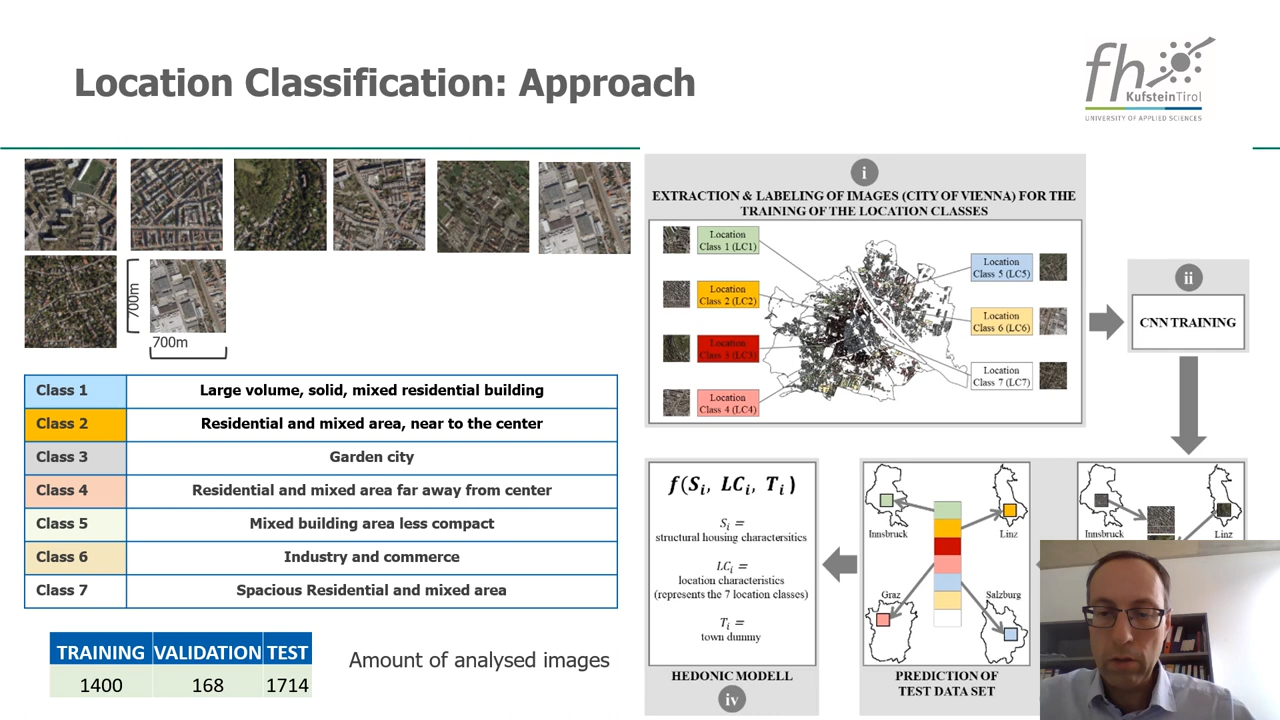 Location Classification: Approach
fh
KufsteinTirol
UNIVERSITY OF APPLIED SCIENCES
700m
700m
Class 1 Large volume, solid, mixed residential building
Class 2 Residential and mixed area, near to the center
Class 3 Garden city
Class 4 Residential and mixed area far away from center
Class 5 Mixed building area less compact
Class 6 Industry and commerce
Class 7 Spacious Residential and mixed area
TRAINING VALIDATION TEST
1400 168 1714
Amount of analysed images
i
EXTRACTION & LABELING OF IMAGES (CITY OF VIENNA) FOR THE
TRAINING OF THE LOCATION CLASSES
Location
Class 1 (LC1)
Location
Class 2 (LC2)
Location
Class 3 (LC3)
Location
Class 4 (LC4)
Location
Class 5 (LC5)
Location
Class 6 (LC6)
Location
Class 7 (LC7)
ii
CNN TRAINING
Innsbruck
Linz
Innsbruck
Linz
Graz
Salzburg
PREDICTION OF
TEST DATA SET
f(Si, LCi, Ti)
Si =
structural housing charactersitics
LCi =
location characteristics
(represents the 7 location classes)
Ti =
town dummy
HEDONIC MODELL
iv